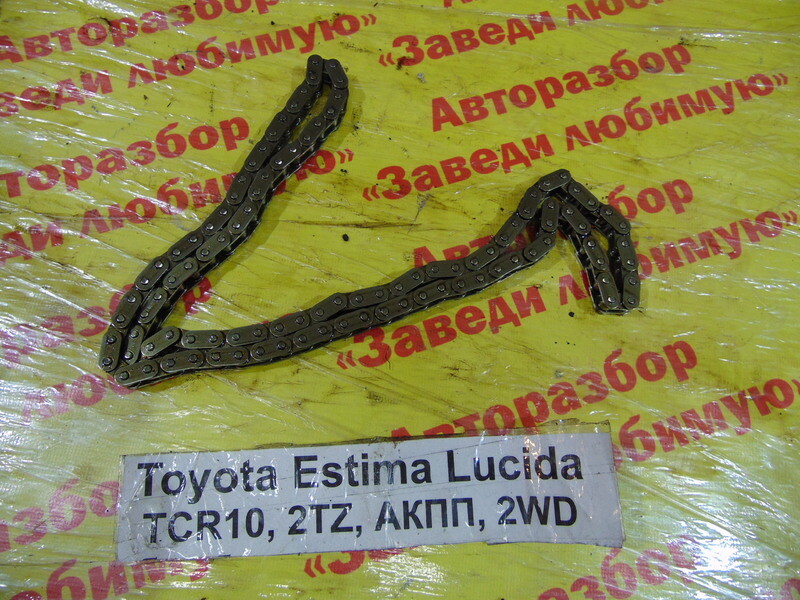 Авторазбор
«Заведи любимую»
Авторазбор
Заведи любимую»
Авторазбор
«Заведи любимую»
Авторазбор
Заведи любимую»
Авторазбор
«Заведи любимую»
Авторазбор
любимую»
Авторазбор
Toyota Estima Lucida
TCR10, 2TZ, АКПП, 2WD